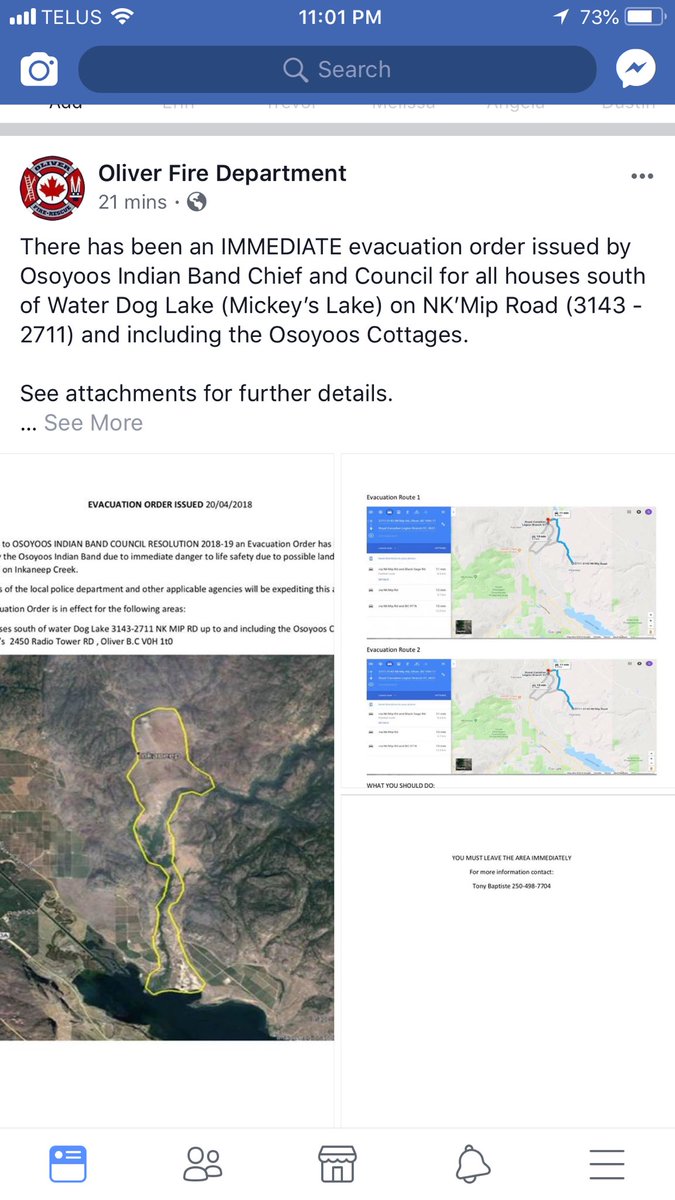 TELUS 11:01 PM 73%
Search
Add Erin Trevor Melissa Angela Dustin
Oliver Fire Department
21 mins ·
There has been an IMMEDIATE evacuation order issued by
Osoyoos Indian Band Chief and Council for all houses south
of Water Dog Lake (Mickey's Lake) on NK'Mip Road (3143 -
2711) and including the Osoyoos Cottages.
See attachments for further details.
... See More
EVACUATION ORDER ISSUED 20/04/2018
to OSOYOOS INDIAN BAND COUNCIL RESOLUTION 2018-19 an Evacuation Order has
the Osoyoos Indian Band due to immediate danger to life safety due to possible land
on Inkaneep Creek.
of the local police department and other applicable agencies will be expediting this
uation Order is in effect for the following areas:
ses south of water Dog Lake 3143-2711 NK MIP RD up to and including the Osoyoos C
's 2450 Radio Tower RD , Oliver B.C V0H 1t0
Inkaneep
Evacuation Route 1
Evacuation Route 2
WHAT YOU SHOULD DO:
YOU MUST LEAVE THE AREA IMMEDIATELY
For more information contact:
Tony Baptiste 250-498-7704